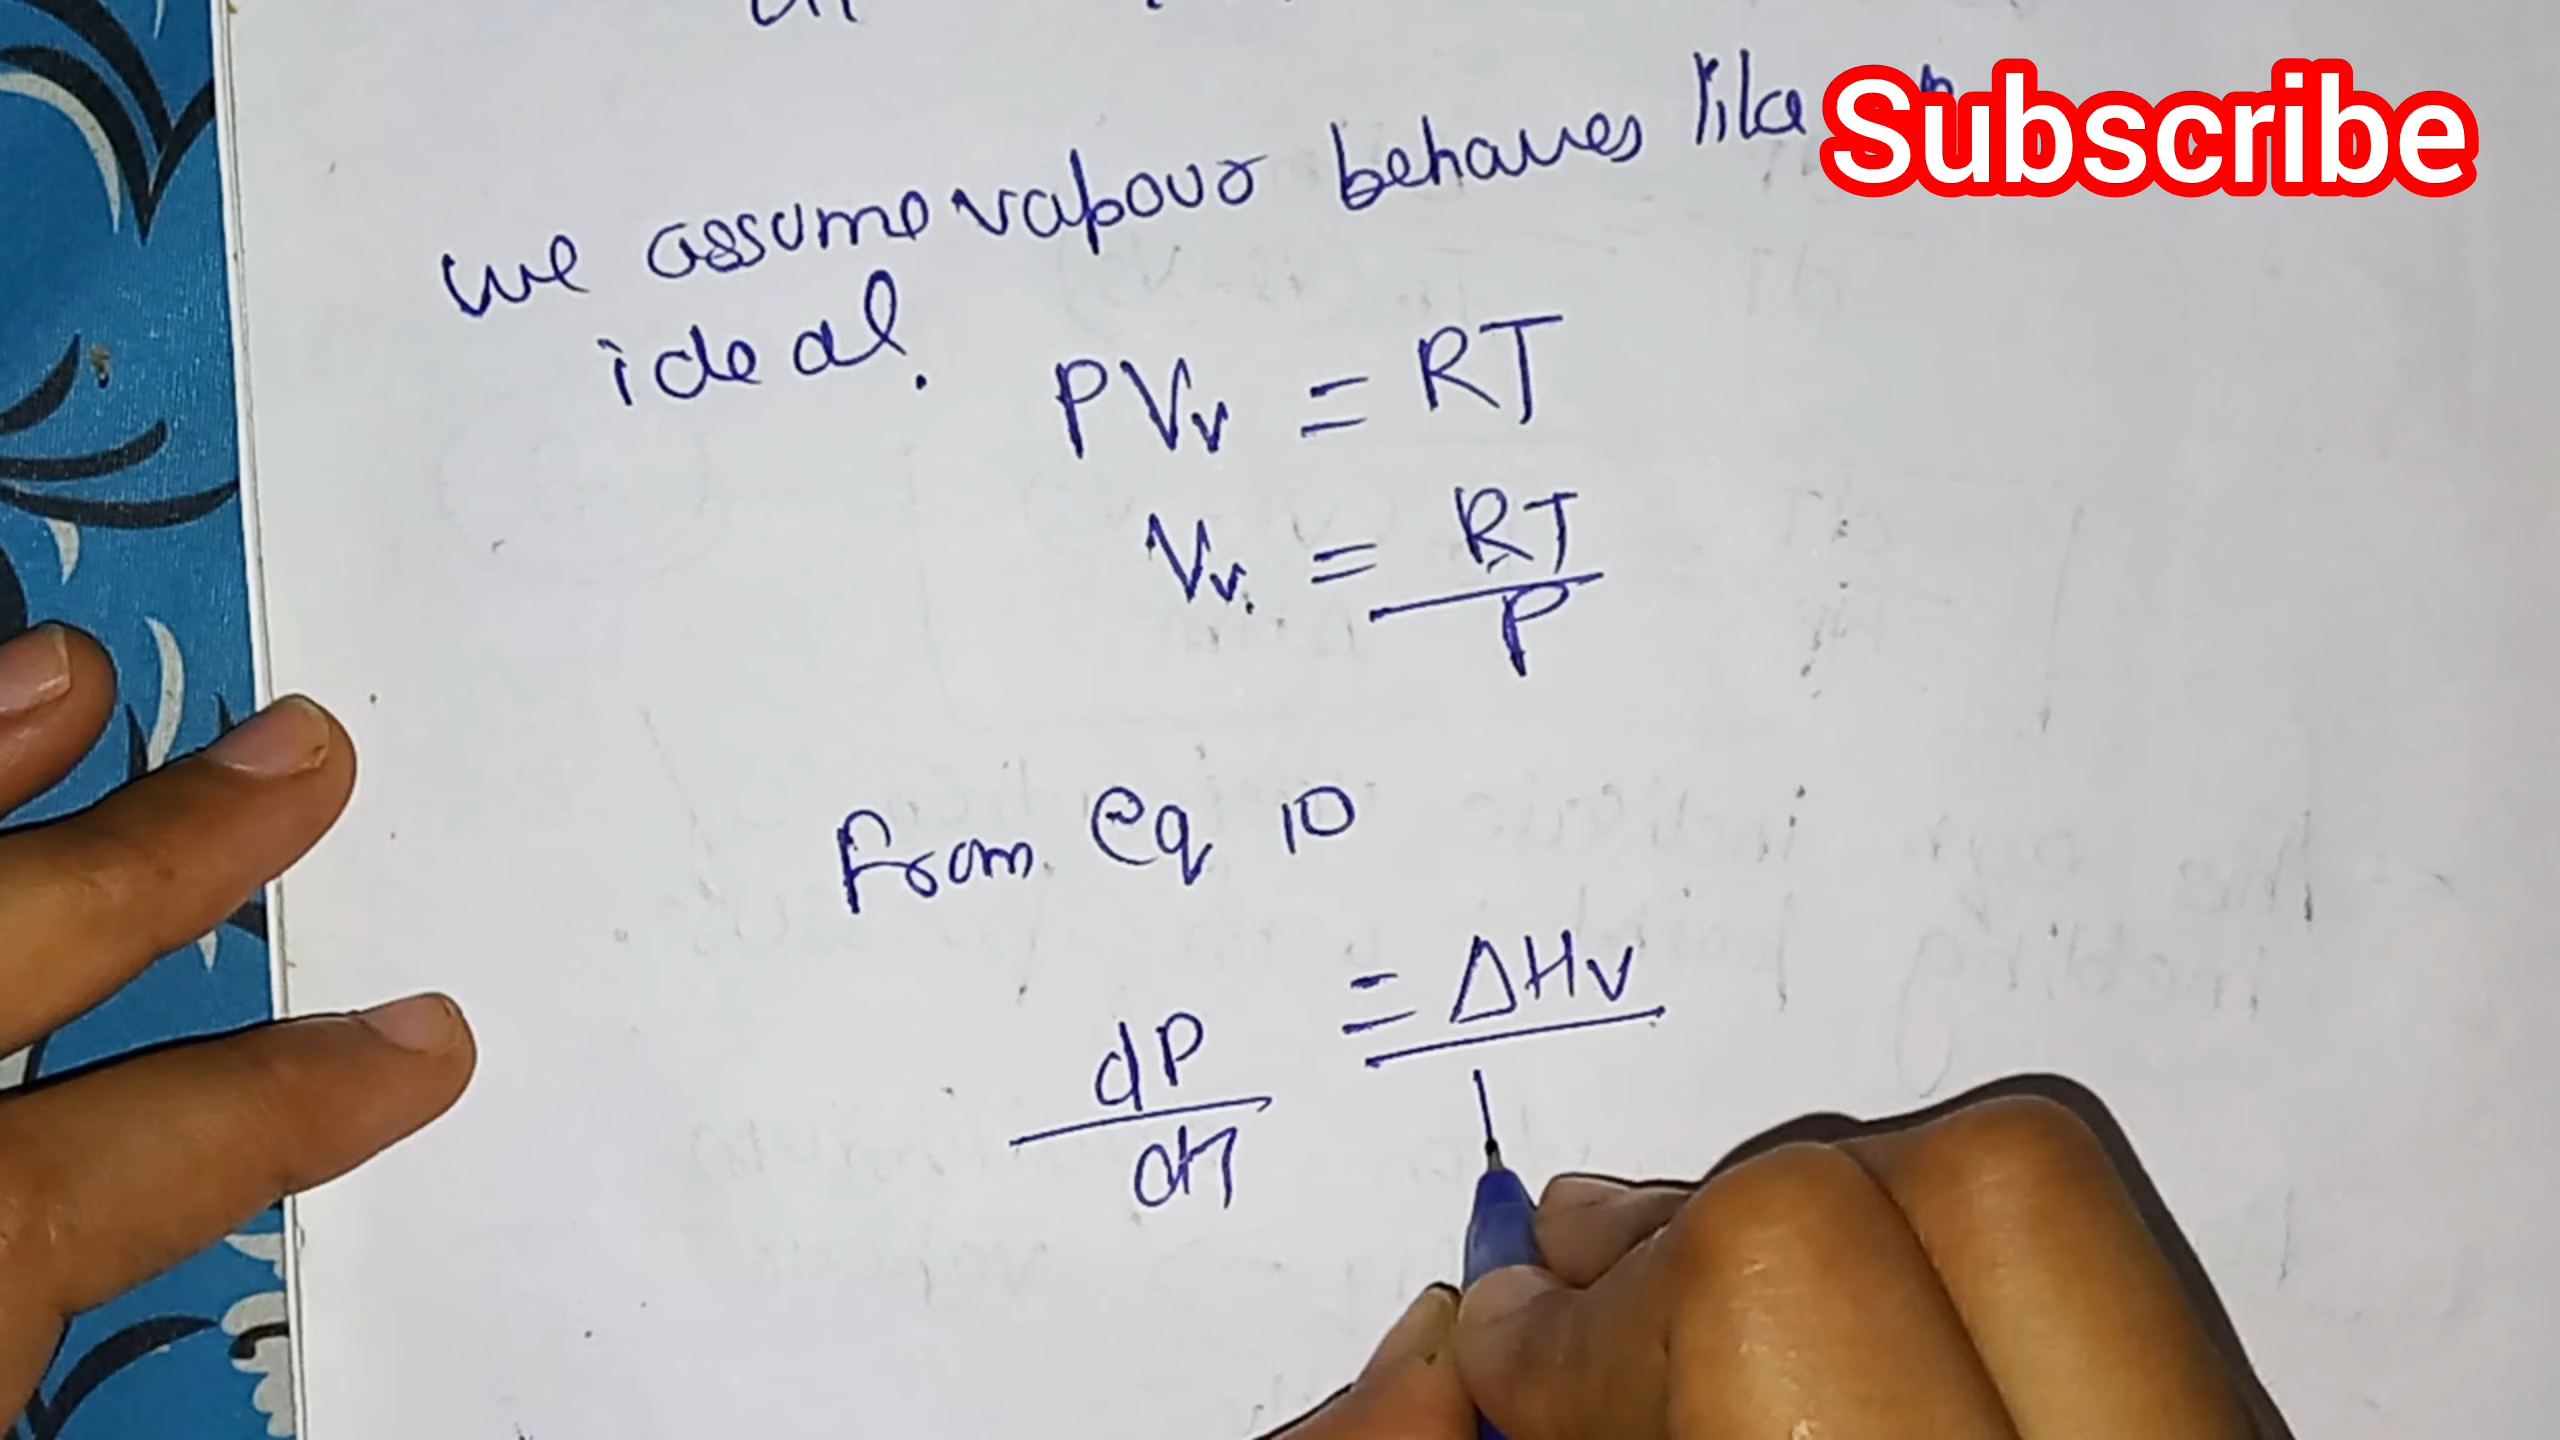 we assume vapour behaves like
Subscribe
ideal.
PVv = RT
Vv. = RT
P
from eq 10
dP = ΔHv
dT